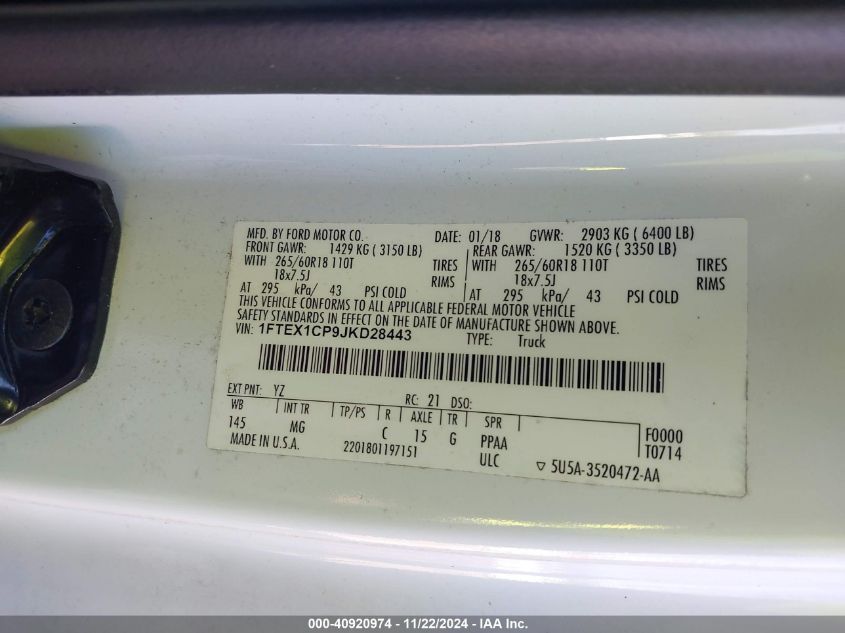 MFD. BY FORD MOTOR CO. DATE: 01/18 GVWR: 2903 KG ( 6400 LB)
FRONT GAWR: 1429 KG ( 3150 LB) REAR GAWR: 1520 KG ( 3350 LB)
WITH 265/60R18 110T TIRES WITH 265/60R18 110T TIRES
18x7.5J RIMS 18x7.5J RIMS
AT 295 kPa/ 43 PSI COLD AT 295 kPa/ 43 PSI COLD
THIS VEHICLE CONFORMS TO ALL APPLICABLE FEDERAL MOTOR VEHICLE
SAFETY STANDARDS IN EFFECT ON THE DATE OF MANUFACTURE SHOWN ABOVE.
VIN: 1FTEX1CP9JKD28443 TYPE: Truck
EXT PNT: YZ RC: 21 DSO:
WB INT TR TP/PS R AXLE TR SPR F0000
145 MG C 15 G PPAA T0714
MADE IN U.S.A. 2201801197151 ULC ▽ 5U5A-3520472-AA
000-40920974 - 11/22/2024 - IAA Inc.